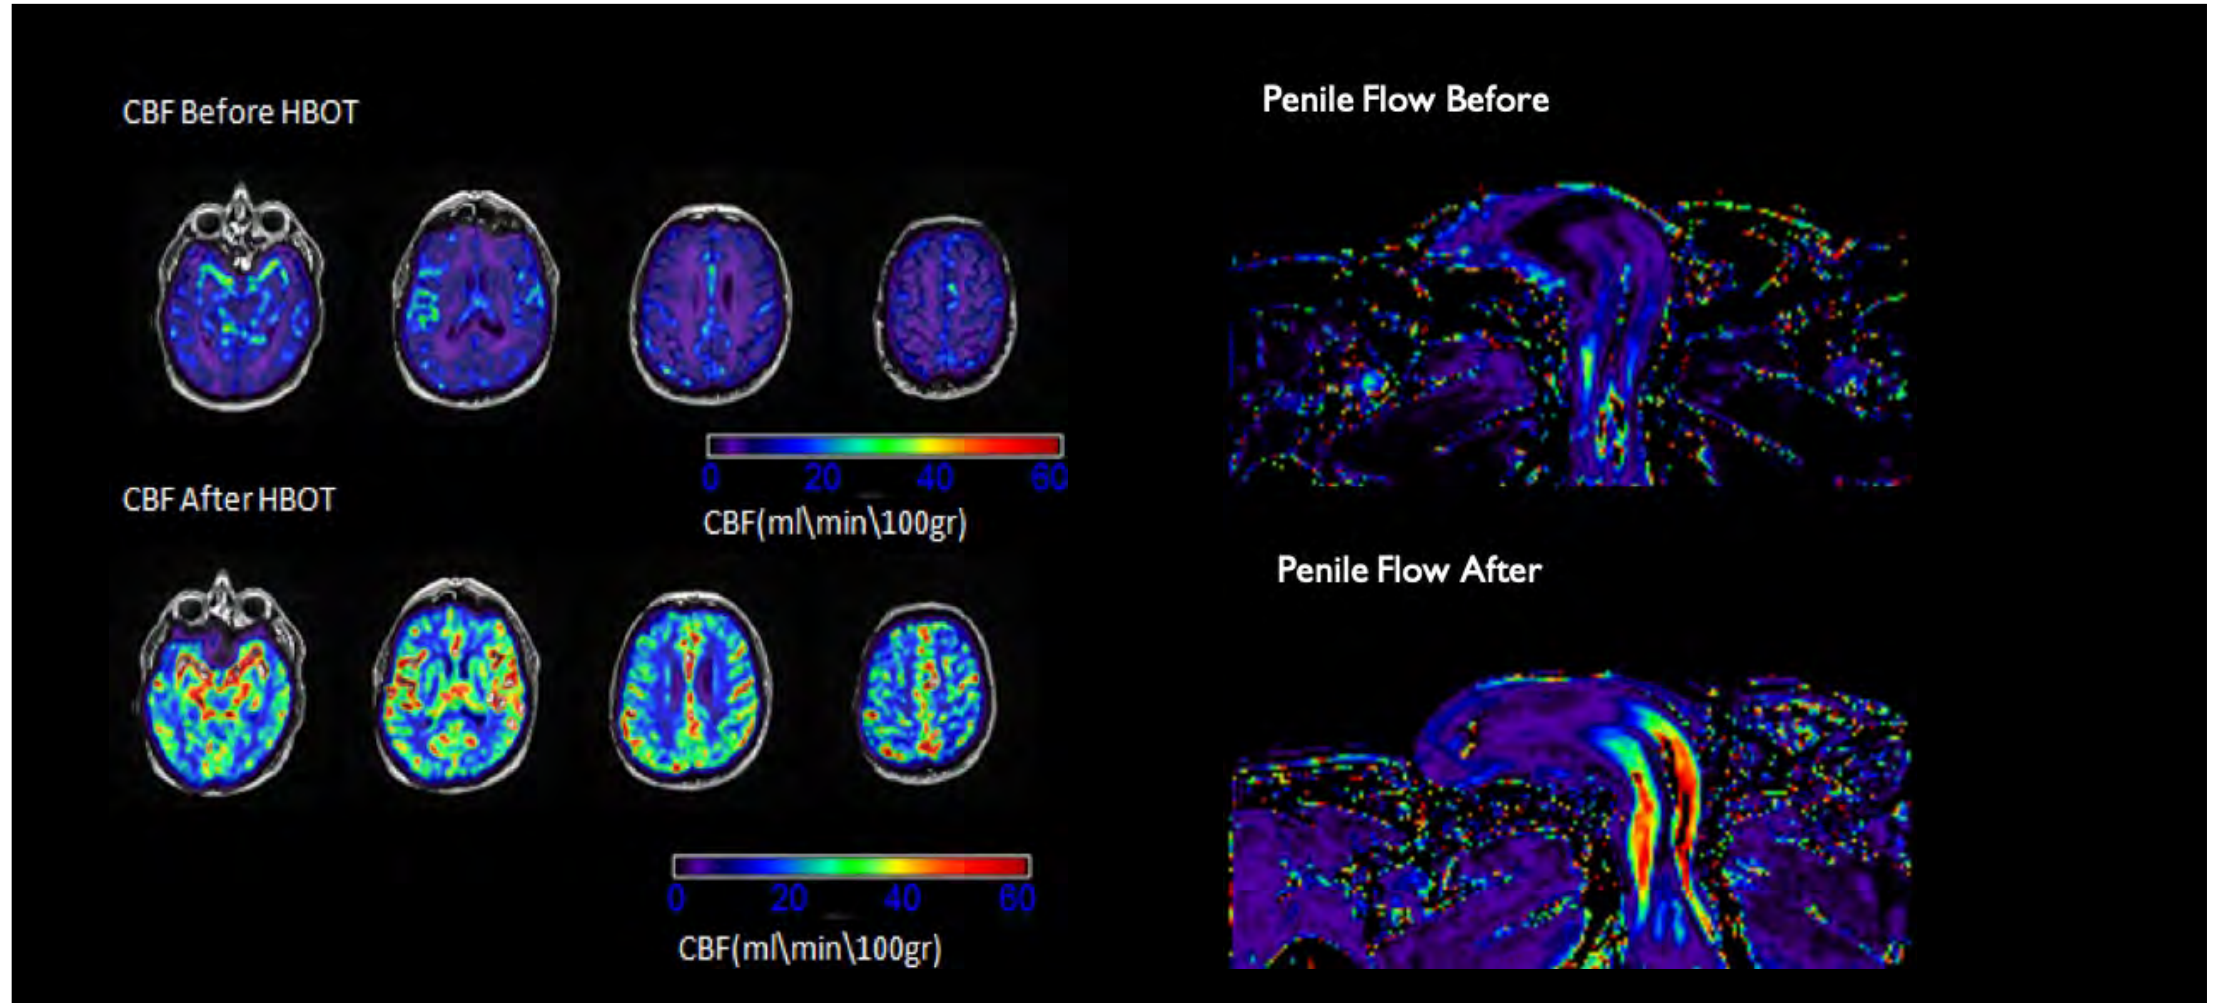 CBF Before HBOT
0 20 40 60
CBF(ml\min\100gr)
CBF After HBOT
0 20 40 60
CBF(ml\min\100gr)
Penile Flow Before
Penile Flow After